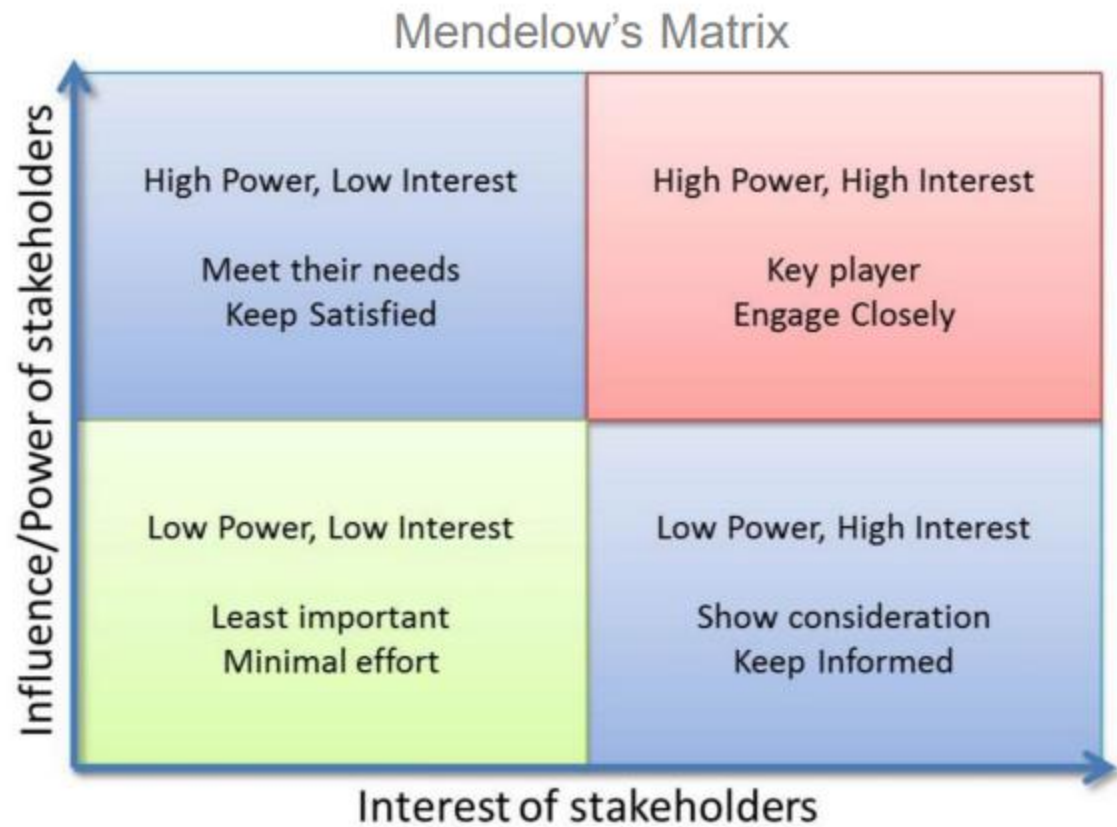 Mendelow's Matrix
Influence/Power of stakeholders
High Power, Low Interest
Meet their needs
Keep Satisfied
High Power, High Interest
Key player
Engage Closely
Low Power, Low Interest
Least important
Minimal effort
Low Power, High Interest
Show consideration
Keep Informed
Interest of stakeholders